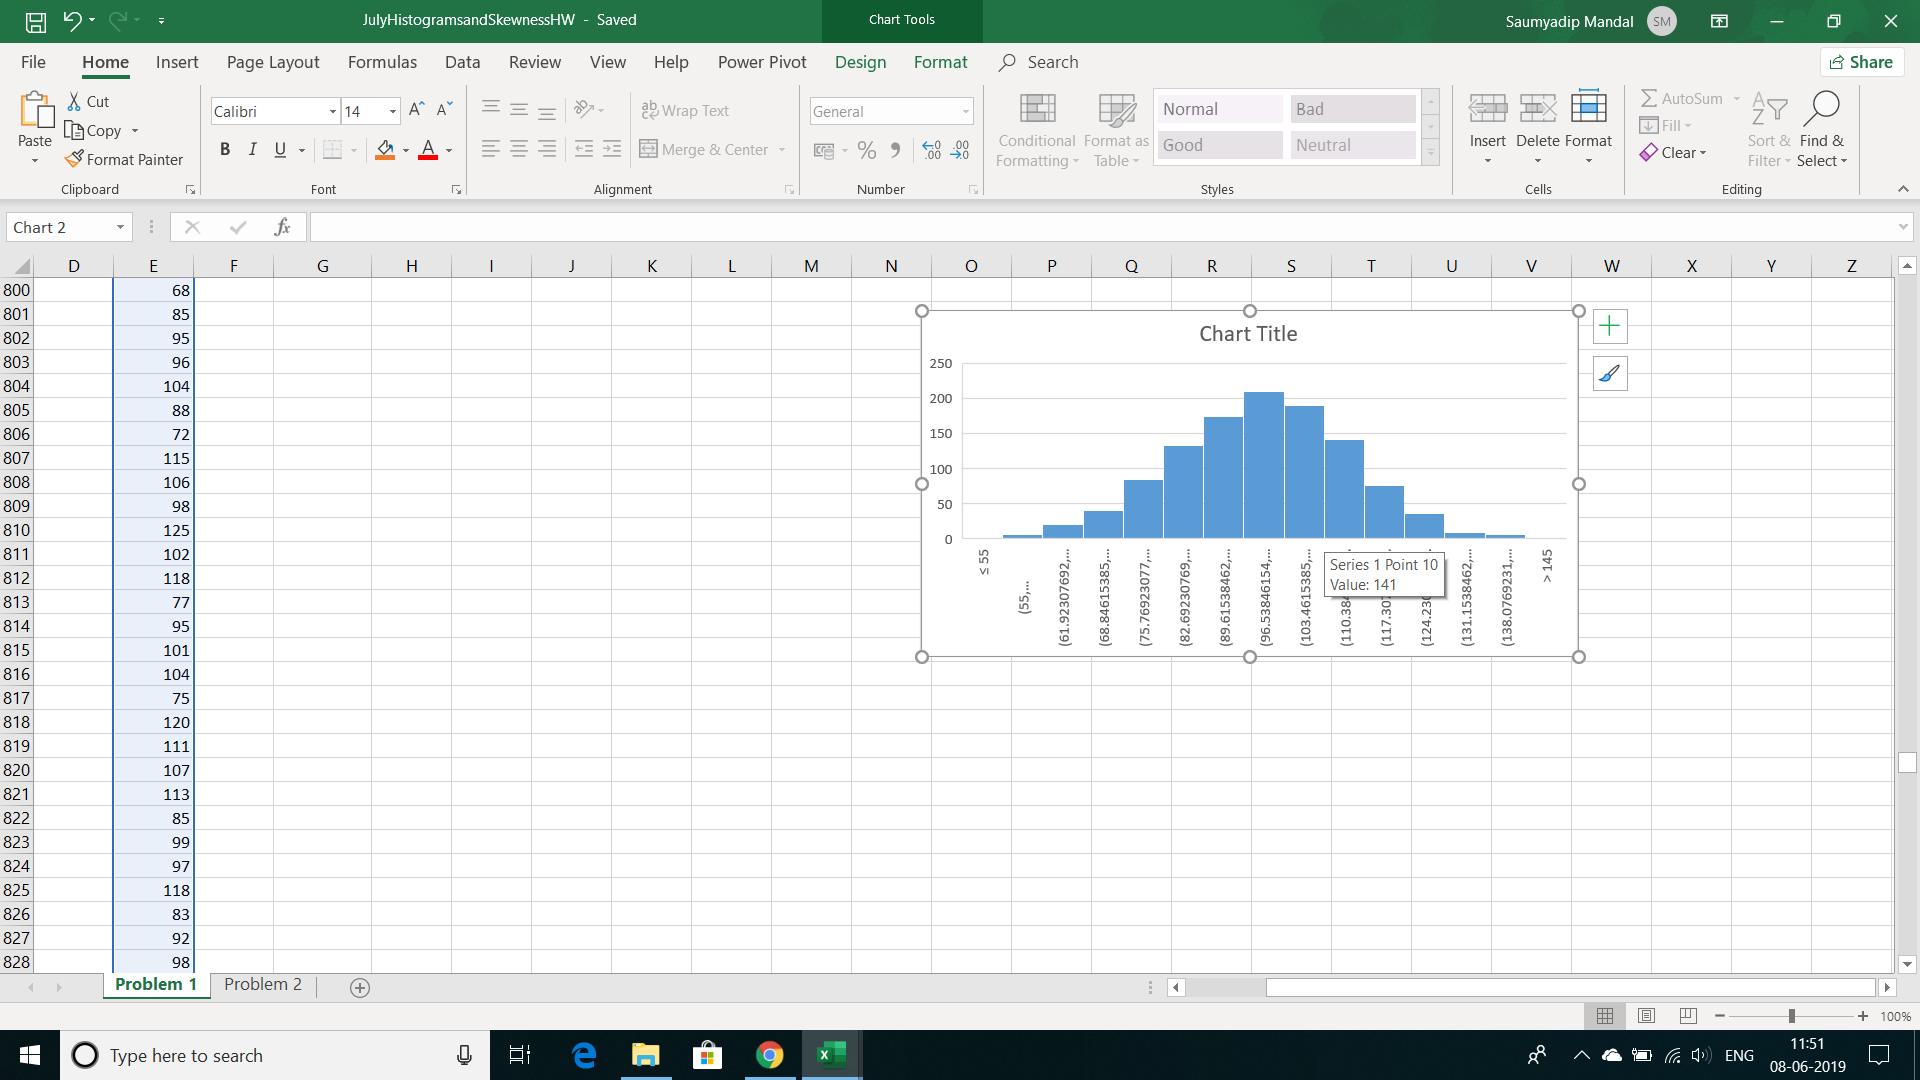 JulyHistogramsandSkewnessHW - Saved
Chart Tools
Saumyadip Mandal
SM
File Home Insert Page Layout Formulas Data Review View Help Power Pivot Design Format Search Share
Paste
Cut
Copy
Format Painter
Clipboard
Calibri 14
B I U
Font
Wrap Text
Merge & Center
Alignment
General
Number
Conditional
Formatting
Format as
Table
Normal Bad
Good Neutral
Styles
Insert Delete Format
Cells
AutoSum
Fill
Clear
Sort &
Filter
Find &
Select
Editing
Chart 2
fx
D E F G H I J K L M N O P Q R S T U V W X Y Z
800 68
801 85
802 95
803 96
804 104
805 88
806 72
807 115
808 106
809 98
810 125
811 102
812 118
813 77
814 95
815 101
816 104
817 75
818 120
819 111
820 107
821 113
822 85
823 99
824 97
825 118
826 83
827 92
828 98
Chart Title
250
200
150
100
50
0
≤ 55
(55,...
(61.92307692,...
(68.84615385,...
(75.76923077,...
(82.69230769,...
(89.61538462,...
(96.53846154,...
(103.4615385,...
(110.384
(117.307
(124.230
(131.1538462,...
(138.0769231,...
> 145
Series 1 Point 10
Value: 141
Problem 1 Problem 2
100%
Type here to search
ENG
11:51
08-06-2019